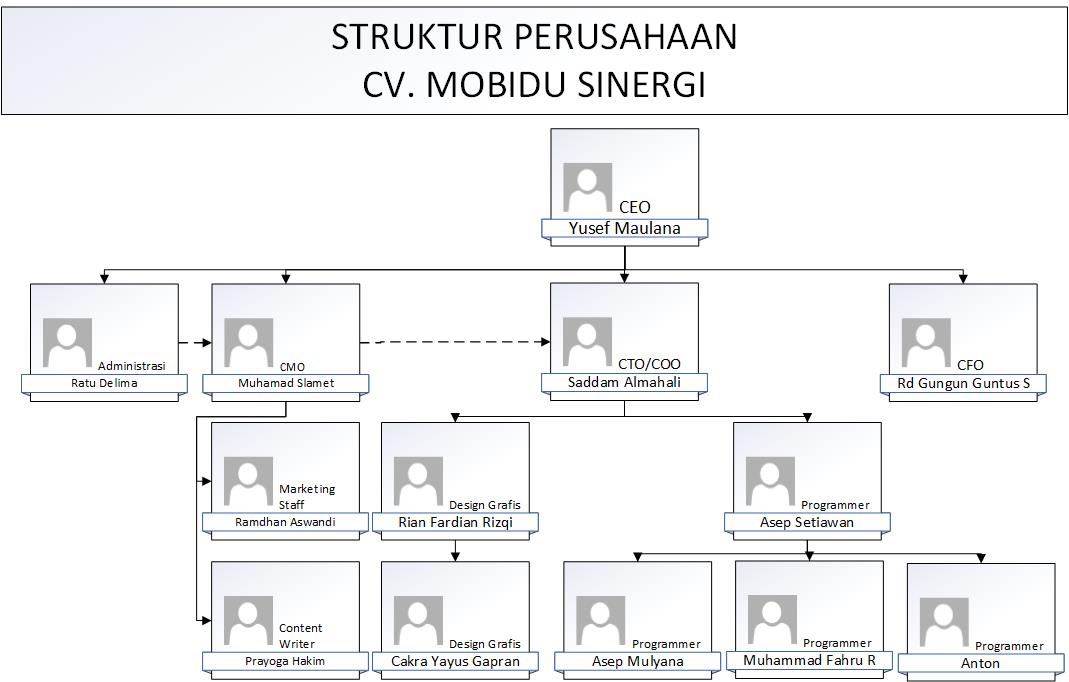 STRUKTUR PERUSAHAAN
CV. MOBIDU SINERGI
CEO
Yusef Maulana
Administrasi
Ratu Delima
CMO
Muhamad Slamet
CTO/COO
Saddam Almahali
CFO
Rd Gungun Guntus S
Marketing
Staff
Ramdhan Aswandi
Design Grafis
Rian Fardian Rizqi
Programmer
Asep Setiawan
Content
Writer
Prayoga Hakim
Design Grafis
Cakra Yayus Gapran
Programmer
Asep Mulyana
Programmer
Muhammad Fahru R
Programmer
Anton